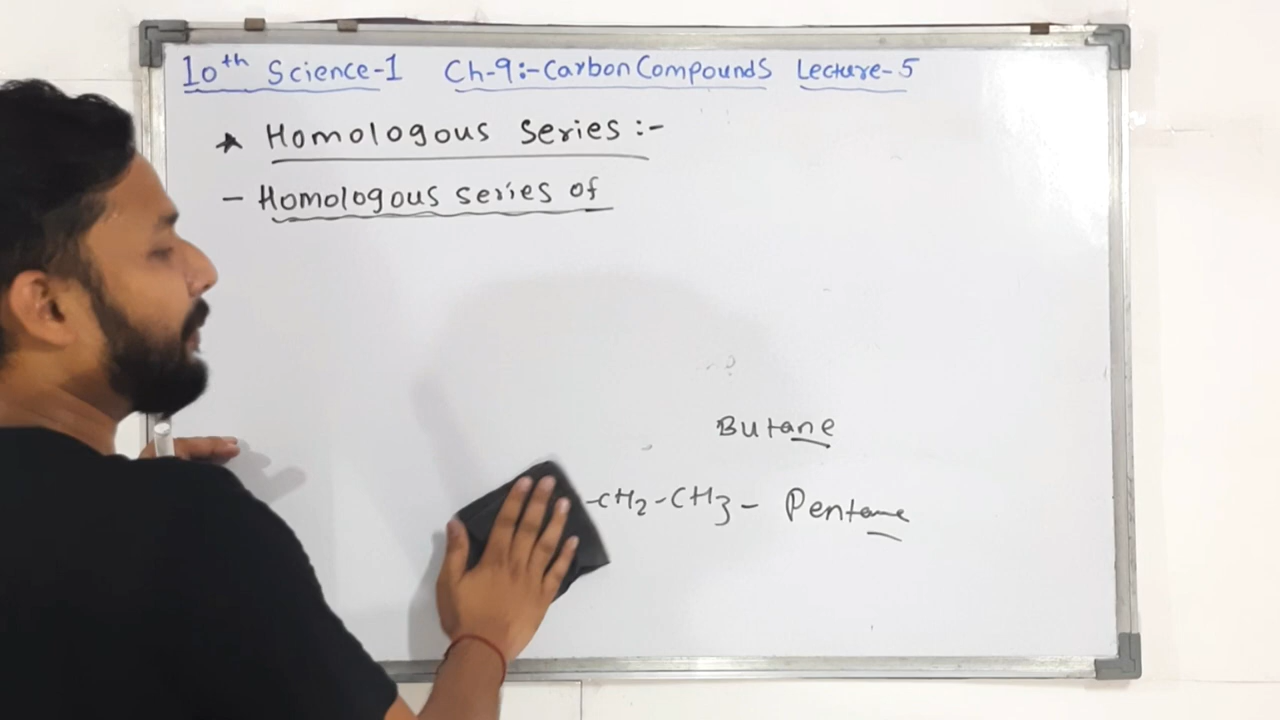 10th Science-1 Ch-9:- Carbon Compounds Lecture-5
★ Homologous Series:-
- Homologous series of
Butane
-CH2-CH3- Pentane